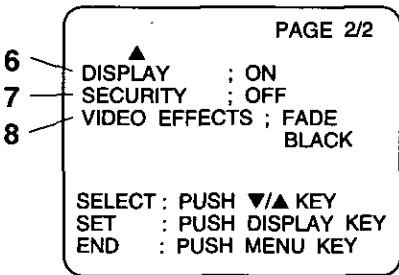 PAGE 2/2
▲
6 DISPLAY ; ON
7 SECURITY ; OFF
8 VIDEO EFFECTS ; FADE
BLACK
SELECT : PUSH ▼/▲ KEY
SET : PUSH DISPLAY KEY
END : PUSH MENU KEY